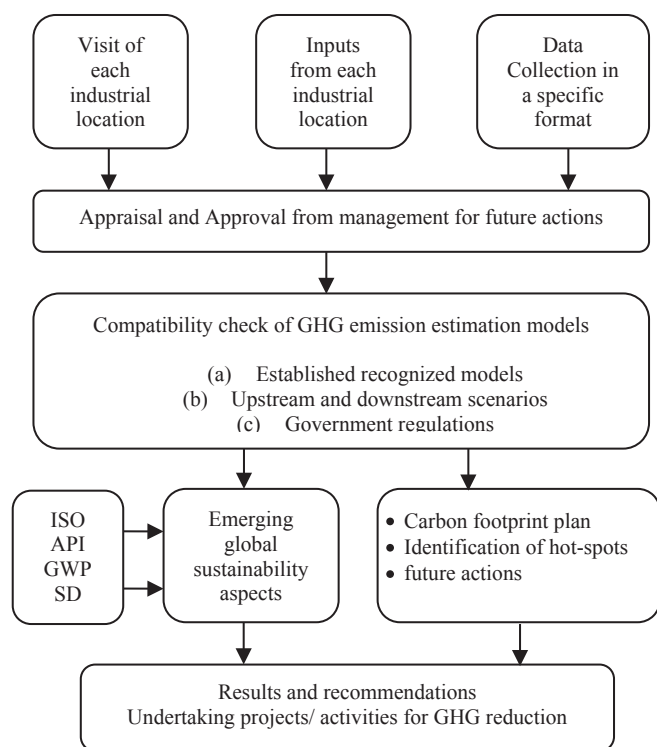 Visit of
each
industrial
location
Inputs
from each
industrial
location
Data
Collection in
a specific
format
Appraisal and Approval from management for future actions
Compatibility check of GHG emission estimation models
(a) Established recognized models
(b) Upstream and downstream scenarios
(c) Government regulations
ISO
API
GWP
SD
Emerging
global
sustainability
aspects
• Carbon footprint plan
• Identification of hot-spots
• future actions
Results and recommendations
Undertaking projects/ activities for GHG reduction